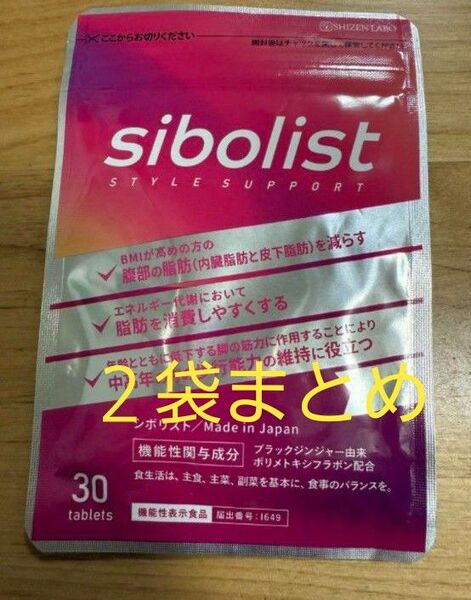 ここからお切りください
SHIZEN LABO
sibolist
STYLE SUPPORT
BMIが高めの方の
腹部の脂肪(内臓脂肪と皮下脂肪)を減らす
エネルギー代謝において
脂肪を消費しやすくする
年齢とともに低下する脚の筋力に作用することにより
中 年 行能力の維持に役立つ
2袋まとめ
シボリスト/Made in Japan
機能性関与成分
ブラックジンジャー由来
ポリメトキシフラボン配合
30
tablets
食生活は、主食、主菜、副菜を基本に、食事のバランスを。
機能性表示食品
届出番号:I649